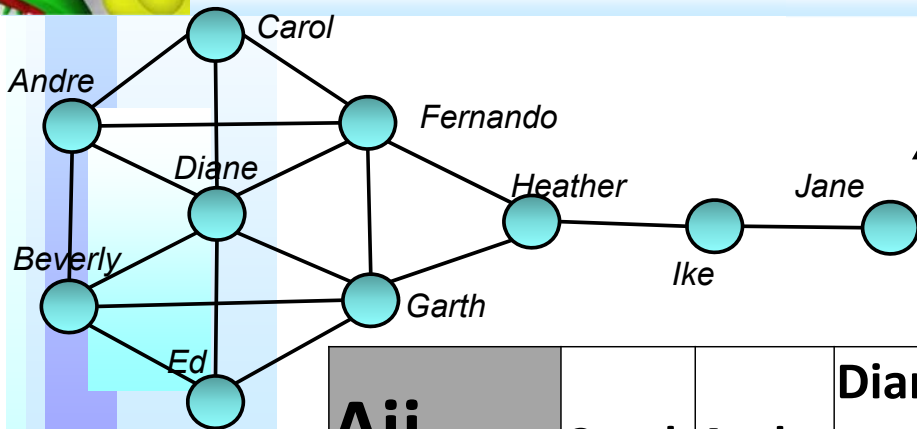 Carol
Andre
Fernando
Diane
Heather
Jane
Beverly
Ike
Garth
Ed